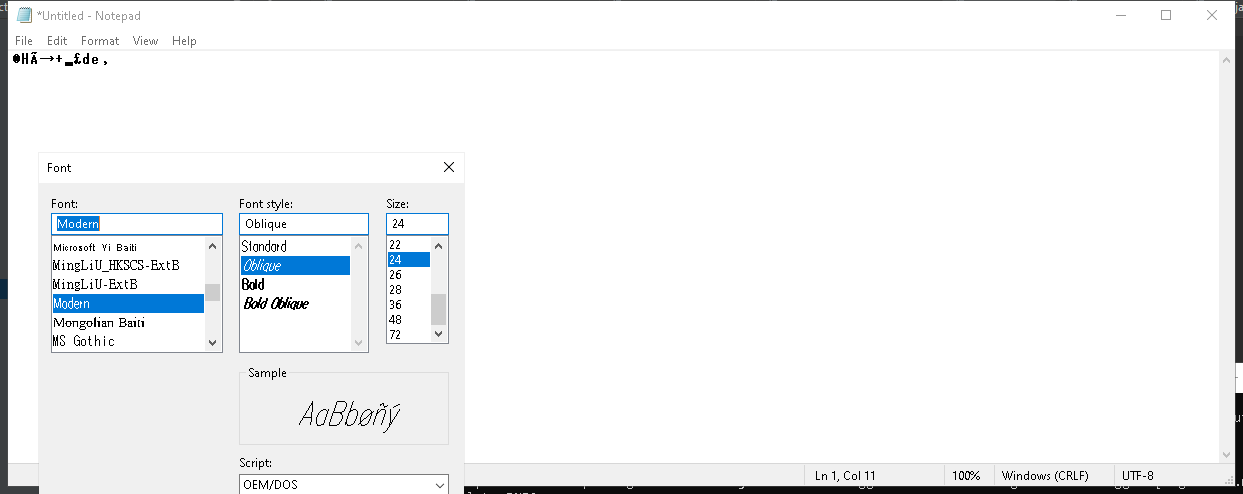 *Untitled - Notepad
File Edit Format View Help
Font
Font: Font style: Size:
Modern Oblique 24
Microsoft Yi Baiti
MingLiU_HKSCS-ExtB
MingLiU-ExtB
Modern
Mongolian Baiti
MS Gothic
Standard
Oblique
Bold
Bold Oblique
22
24
26
28
36
48
72
Sample
AaBbøñý
Script:
OEM/DOS
Ln 1, Col 11 100% Windows (CRLF) UTF-8